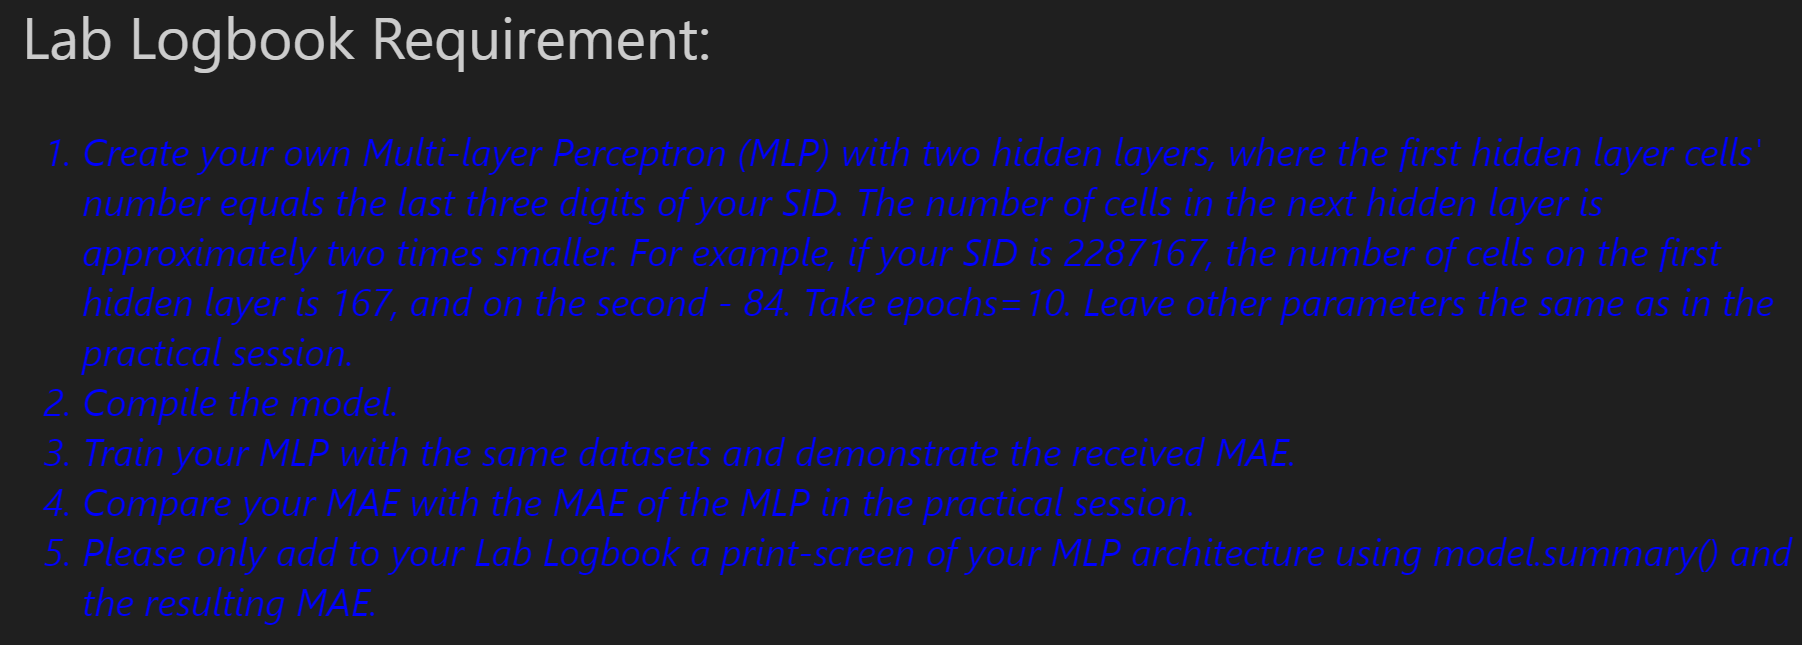 Lab Logbook Requirement:
1. Create your own Multi-layer Perceptron (MLP) with two hidden layers, where the first hidden layer cells'
number equals the last three digits of your SID. The number of cells in the next hidden layer is
approximately two times smaller. For example, if your SID is 2287167, the number of cells on the first
hidden layer is 167, and on the second - 84. Take epochs=10. Leave other parameters the same as in the
practical session.
2. Compile the model.
3. Train your MLP with the same datasets and demonstrate the received MAE.
4. Compare your MAE with the MAE of the MLP in the practical session.
5. Please only add to your Lab Logbook a print-screen of your MLP architecture using model.summary() and
the resulting MAE.